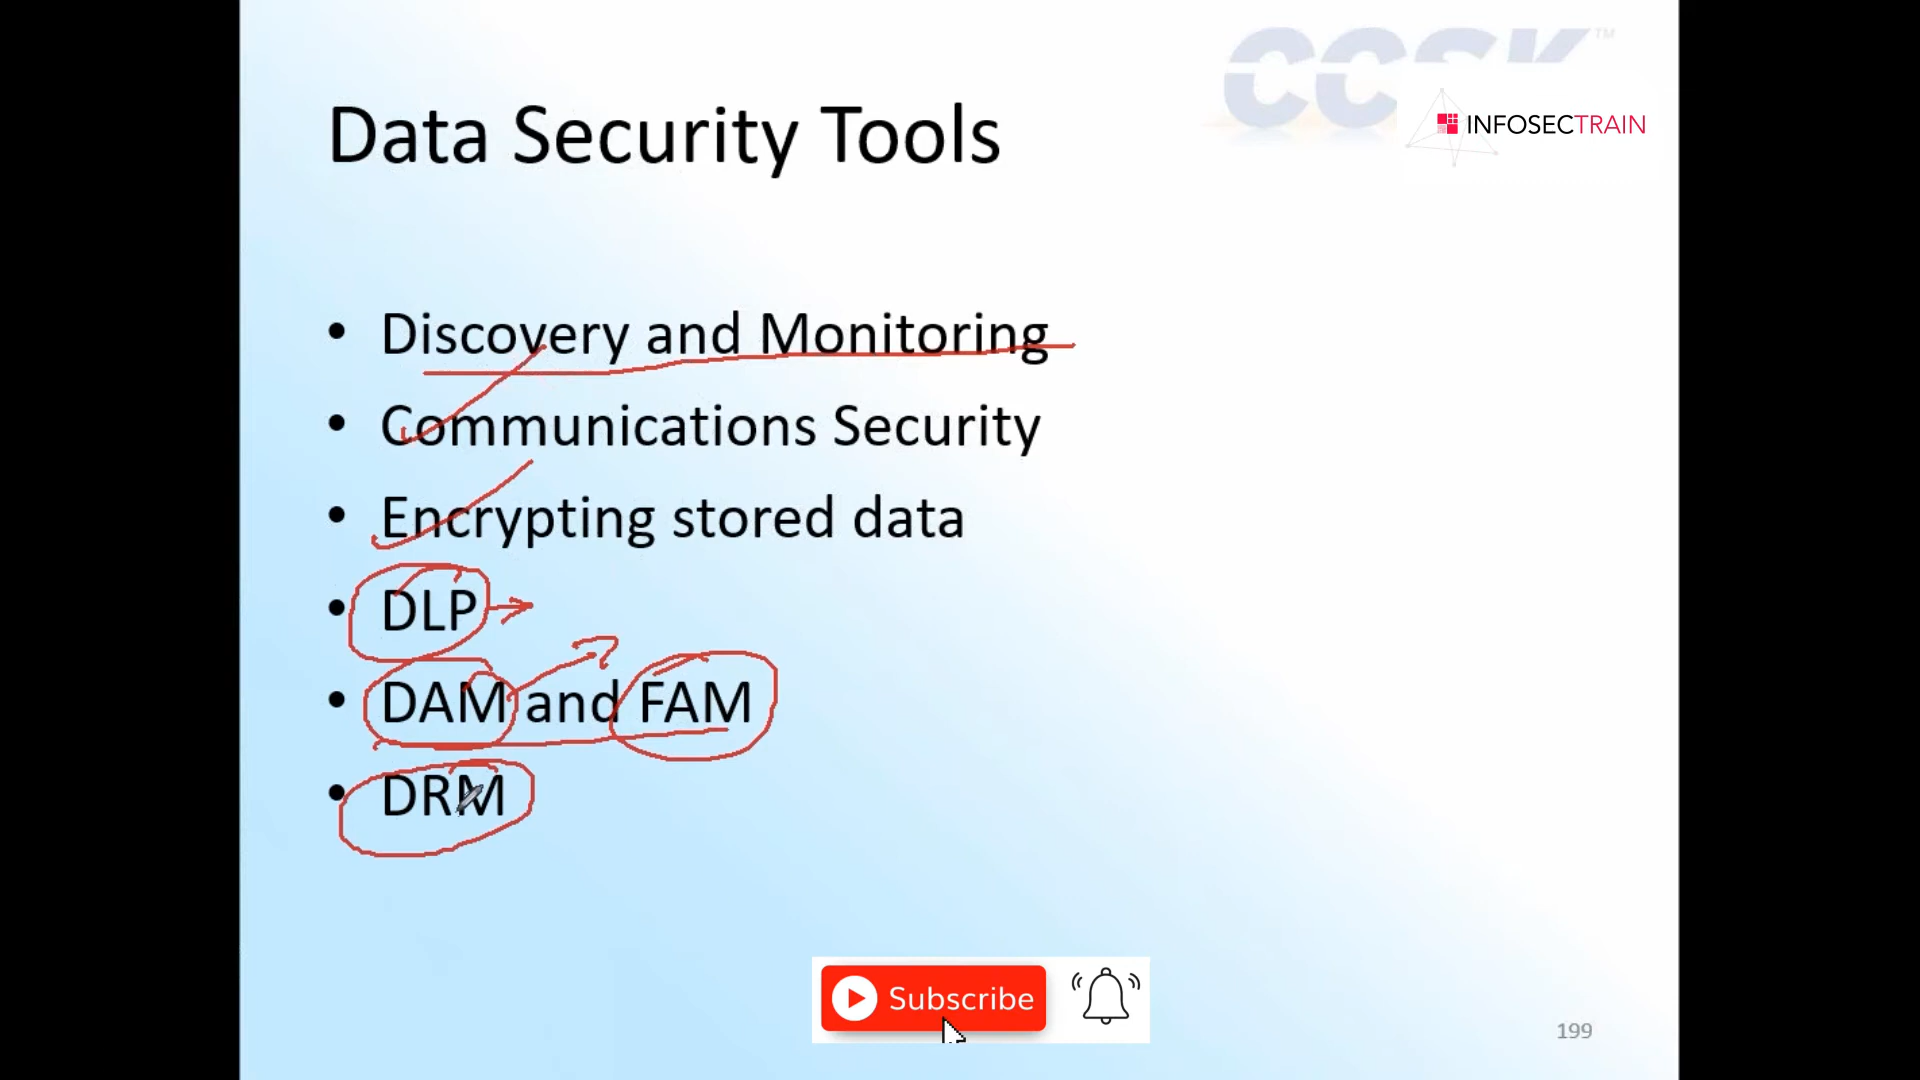 CCSK™
INFOSECTRAIN
Data Security Tools
• Discovery and Monitoring
• Communications Security
• Encrypting stored data
• DLP
• DAM and FAM
• DRM
Subscribe
199